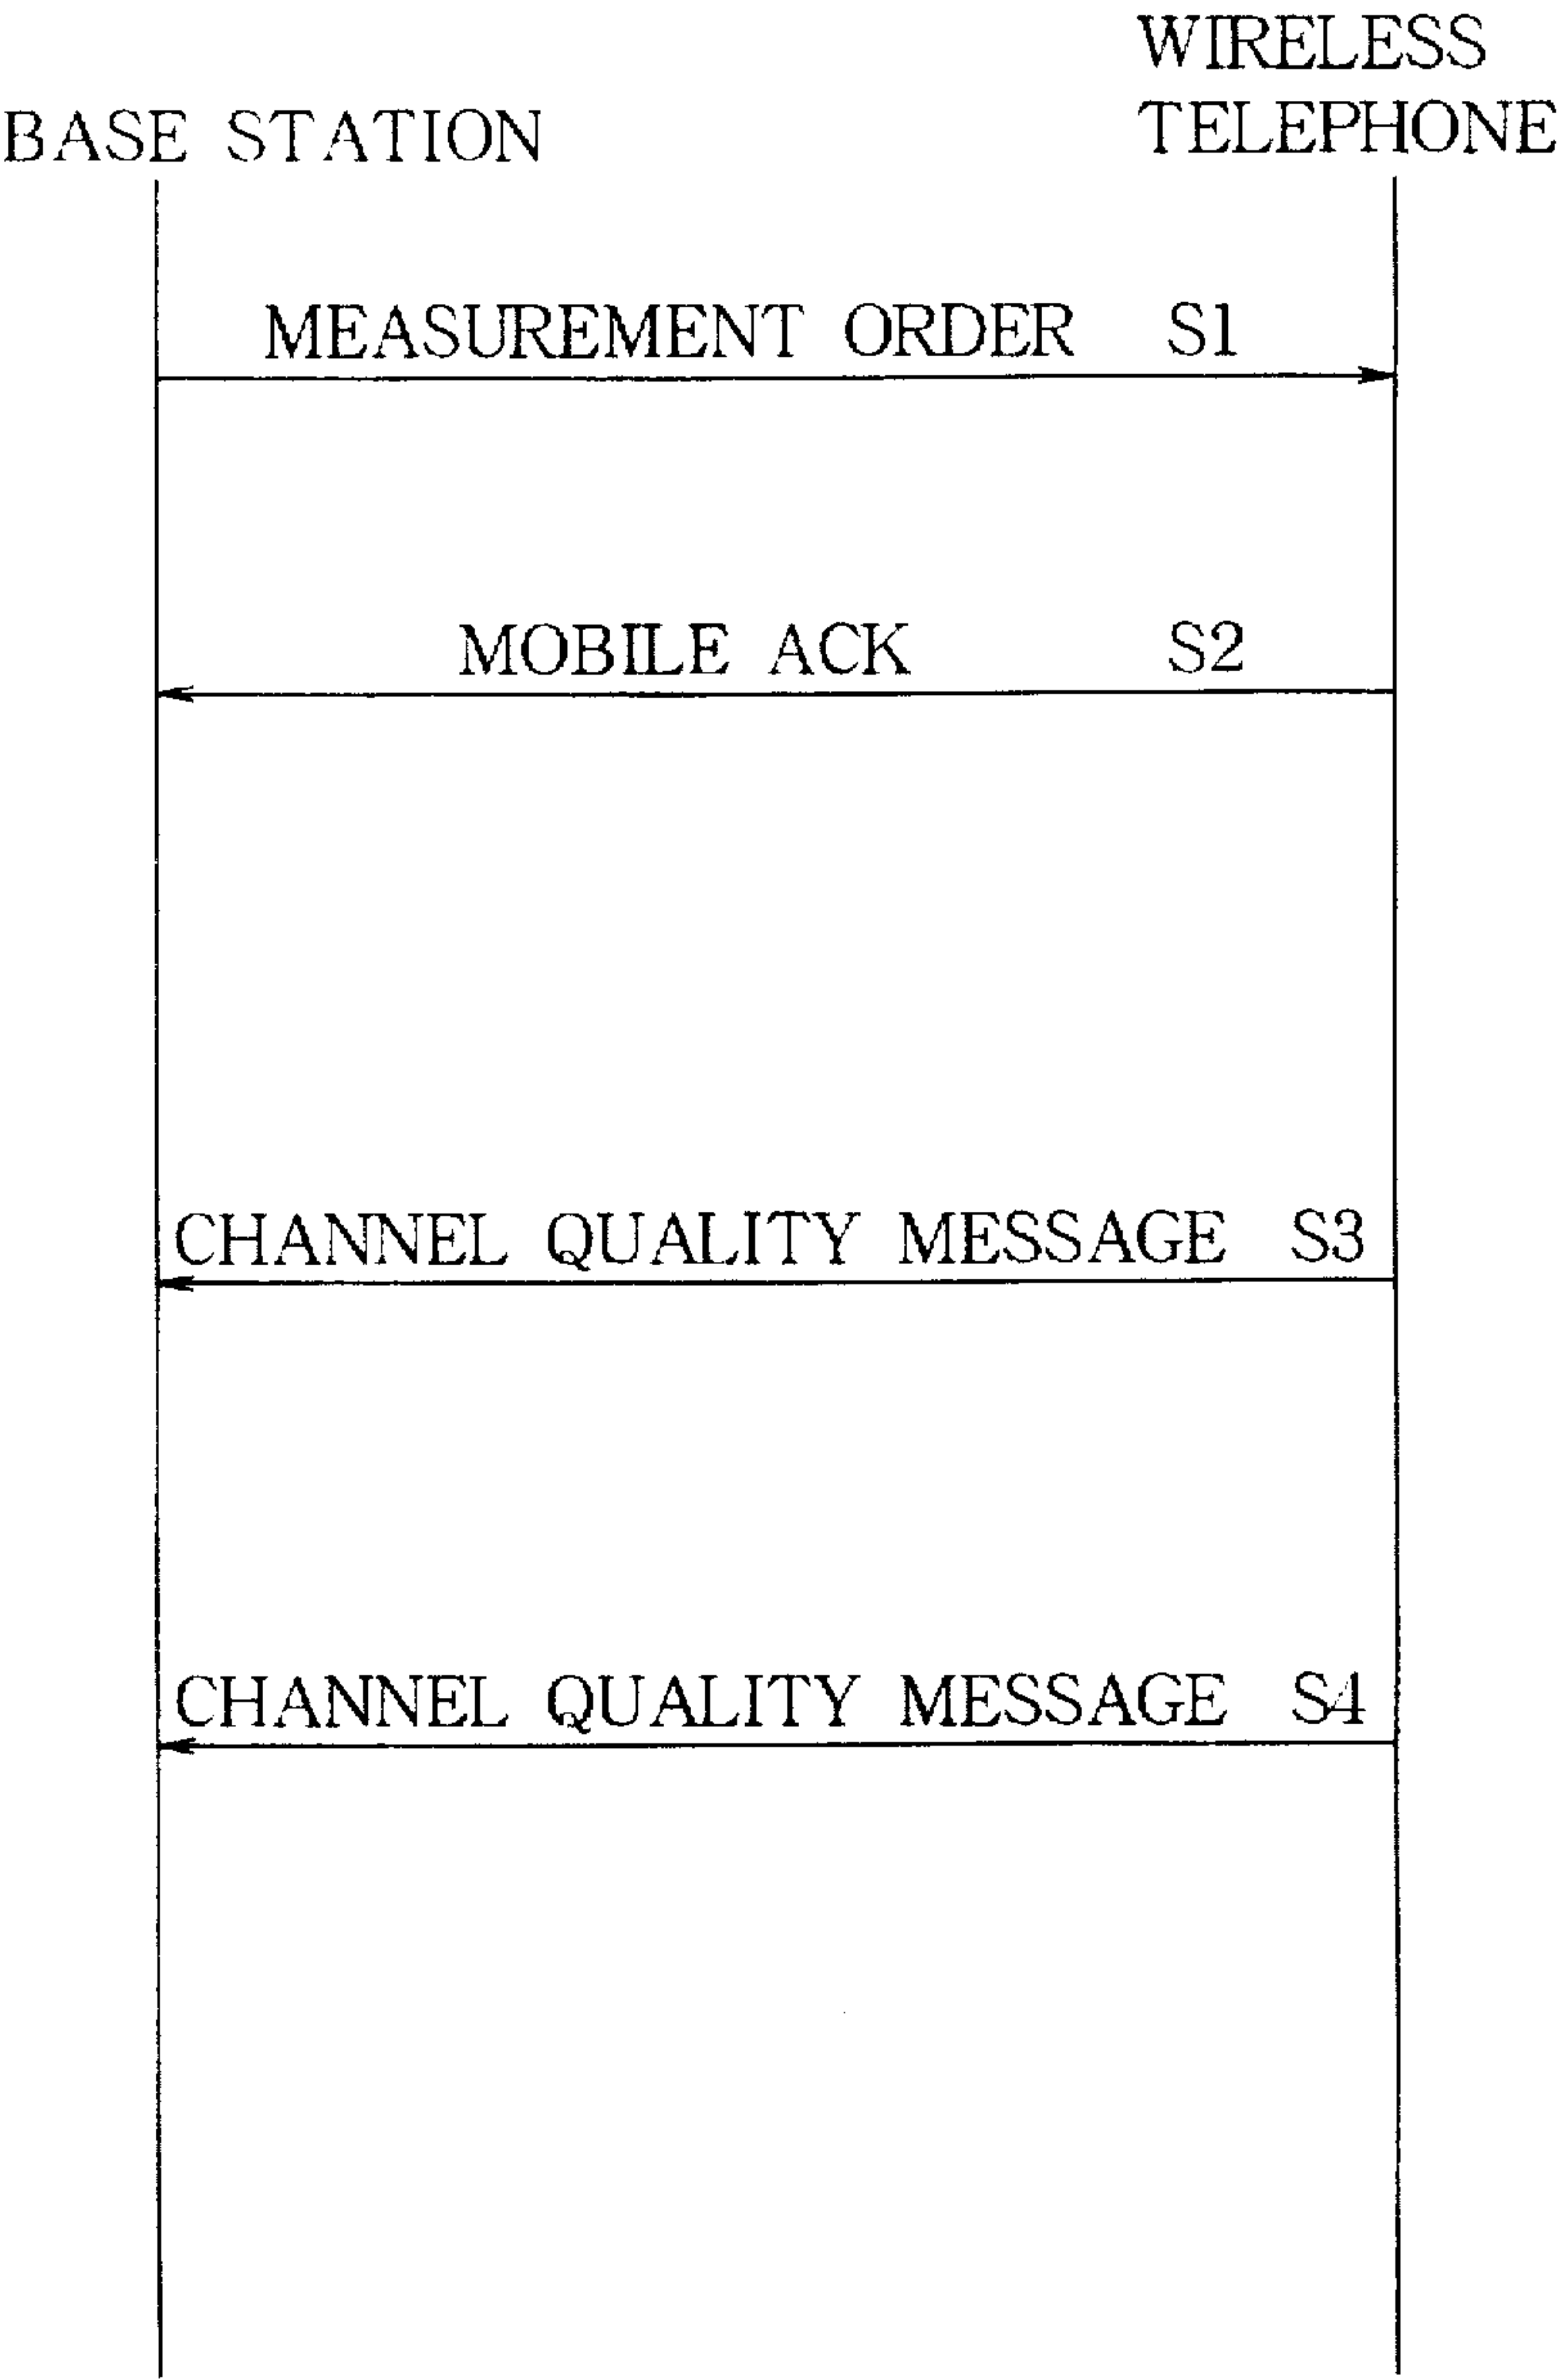 WIRELESS
TELEPHONE
BASE STATION
MEASUREMENT ORDER S1
MOBILE ACK S2
CHANNEL QUALITY MESSAGE S3
CHANNEL QUALITY MESSAGE S4